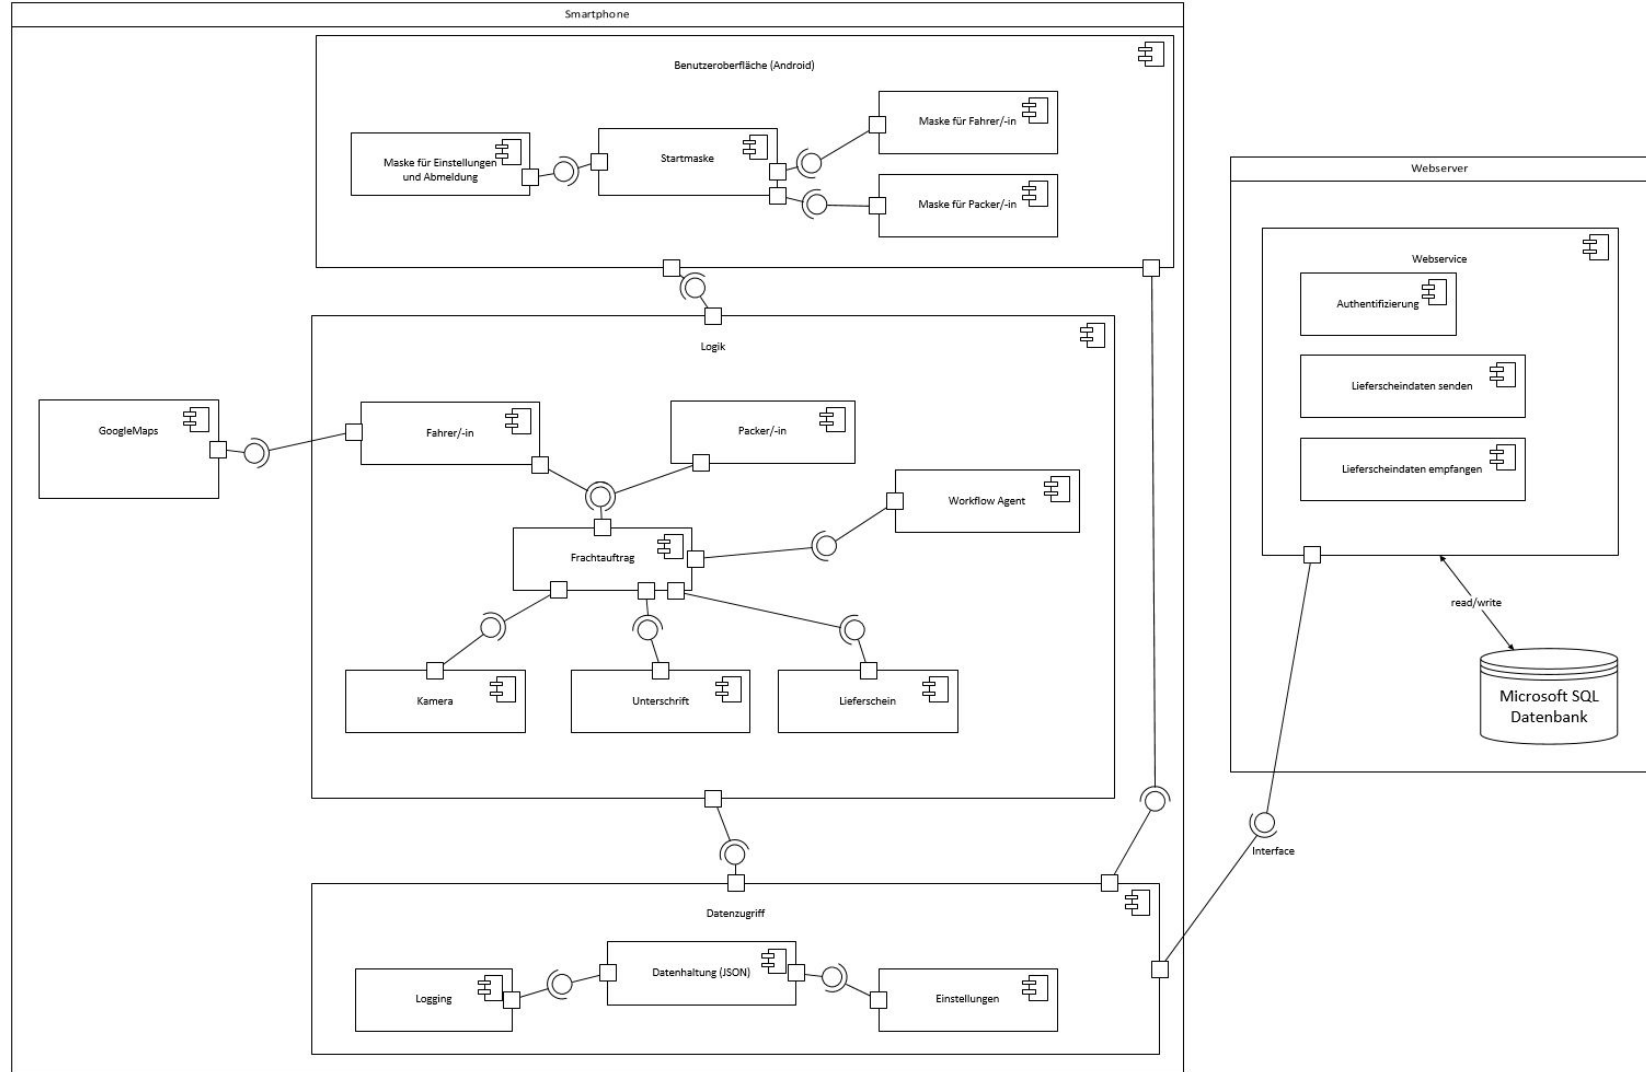 Smartphone
Benutzeroberfläche (Android)
Maske für Einstellungen
und Abmeldung
Startmaske
Maske für Fahrer/-in
Maske für Packer/-in
Logik
GoogleMaps
Fahrer/-in
Packer/-in
Workflow Agent
Frachtauftrag
Kamera
Unterschrift
Lieferschein
Datenzugriff
Logging
Datenhaltung (JSON)
Einstellungen
Webserver
Webservice
Authentifizierung
Lieferscheindaten senden
Lieferscheindaten empfangen
read/write
Microsoft SQL
Datenbank
Interface